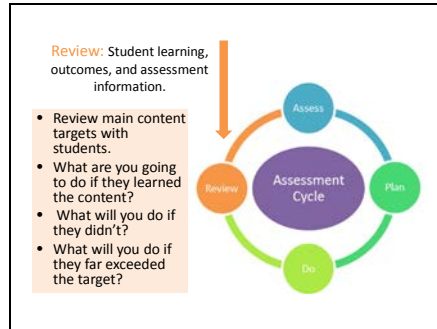 Review: Student learning,
outcomes, and assessment
information.
• Review main content
targets with
students.
• What are you going
to do if they learned
the content?
• What will you do if
they didn't?
• What will you do if
they far exceeded
the target?
Assess
Review
Assessment
Cycle
Plan
Do